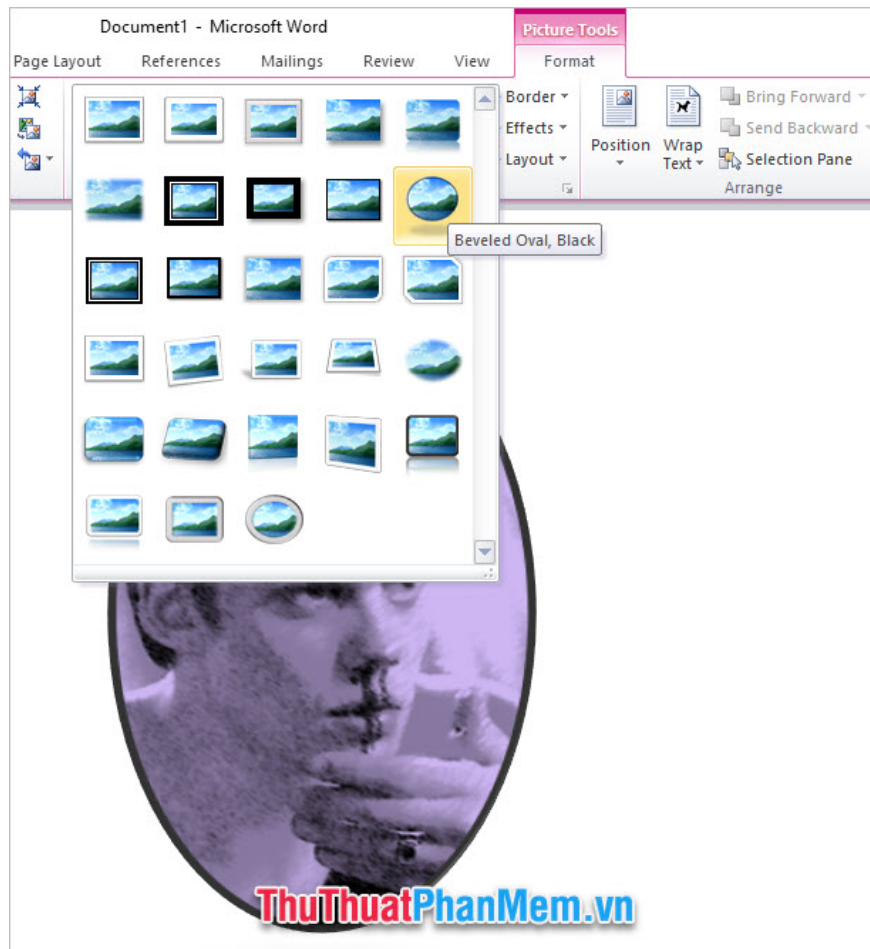 Document1 - Microsoft Word
Picture Tools
Page Layout References Mailings Review View Format
Border
Effects
Layout
Position
Wrap
Text
Bring Forward
Send Backward
Selection Pane
Arrange
Beveled Oval, Black
ThuThuatPhanMem.vn